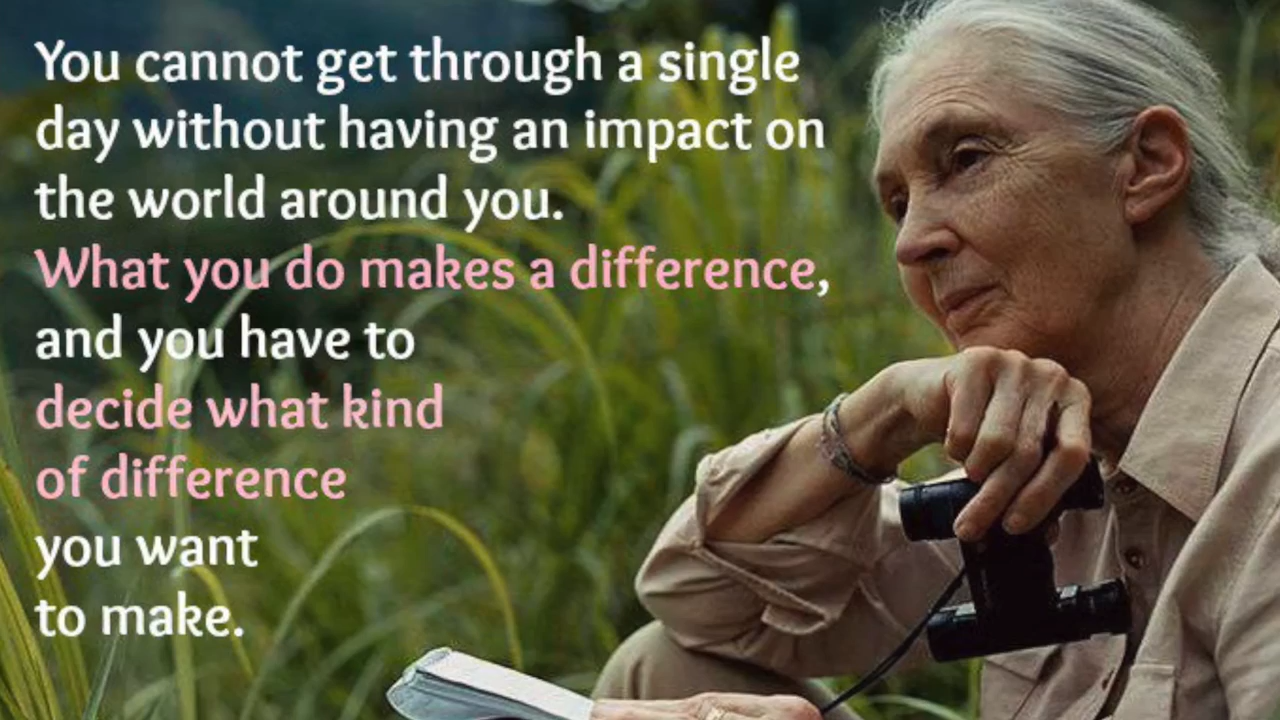 You cannot get through a single
day without having an impact on
the world around you.
What you do makes a difference,
and you have to
decide what kind
of difference
you want
to make.